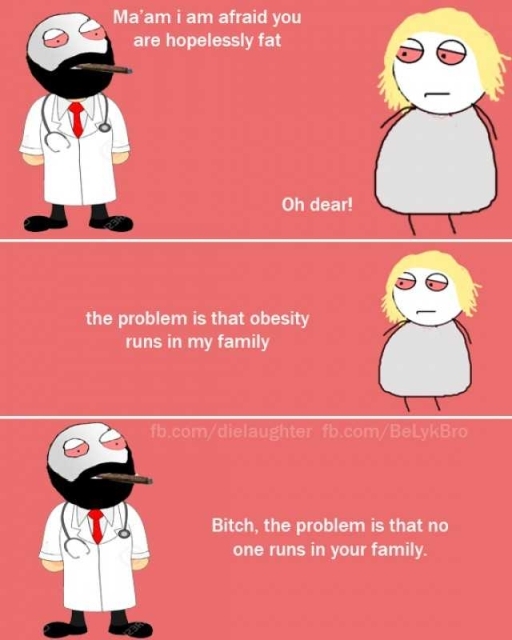 Ma'am i am afraid you
are hopelessly fat
Oh dear!
the problem is that obesity
runs in my family
fb.com/dielaughter fb.com/BeLykBro
Bitch, the problem is that no
one runs in your family.